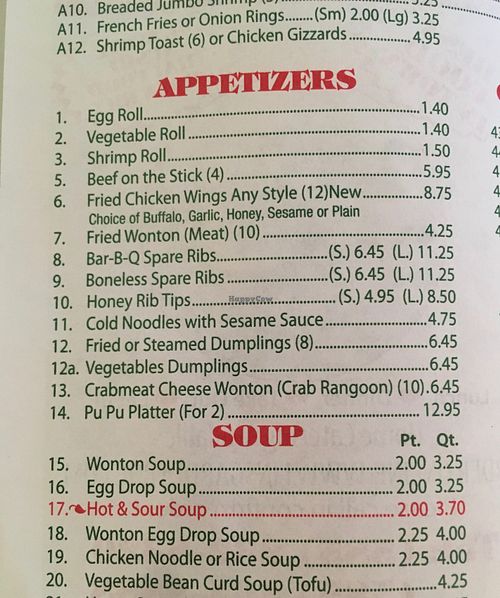 A10. Breaded Jumbo Shrimp
A11. French Fries or Onion Rings.......(Sm) 2.00 (Lg) 3.25
A12. Shrimp Toast (6) or Chicken Gizzards..................4.95
APPETIZERS
1. Egg Roll.....................................................................1.40
2. Vegetable Roll..........................................................1.40
3. Shrimp Roll..............................................................1.50
5. Beef on the Stick (4)................................................5.95
6. Fried Chicken Wings Any Style (12)New..............8.75
Choice of Buffalo, Garlic, Honey, Sesame or Plain
7. Fried Wonton (Meat) (10)........................................4.25
8. Bar-B-Q Spare Ribs..........................(S.) 6.45 (L.) 11.25
9. Boneless Spare Ribs........................(S.) 6.45 (L.) 11.25
10. Honey Rib Tips..................................(S.) 4.95 (L.) 8.50
HappyCow
11. Cold Noodles with Sesame Sauce..........................4.75
12. Fried or Steamed Dumplings (8)............................6.45
12a. Vegetables Dumplings............................................6.45
13. Crabmeat Cheese Wonton (Crab Rangoon) (10).6.45
14. Pu Pu Platter (For 2)..............................................12.95
SOUP Pt. Qt.
15. Wonton Soup...................................................2.00 3.25
16. Egg Drop Soup................................................2.00 3.25
17. Hot & Sour Soup..............................................2.00 3.70
18. Wonton Egg Drop Soup.................................2.25 4.00
19. Chicken Noodle or Rice Soup.......................2.25 4.00
20. Vegetable Bean Curd Soup (Tofu)..........................4.25